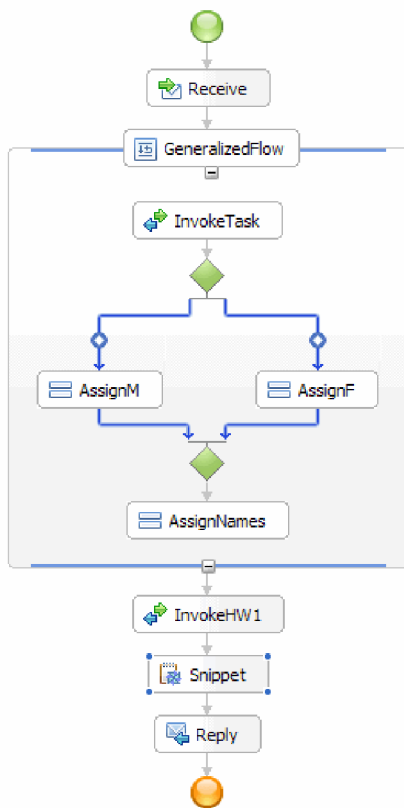 Receive
GeneralizedFlow
InvokeTask
AssignM
AssignF
AssignNames
InvokeHW1
Snippet
Reply